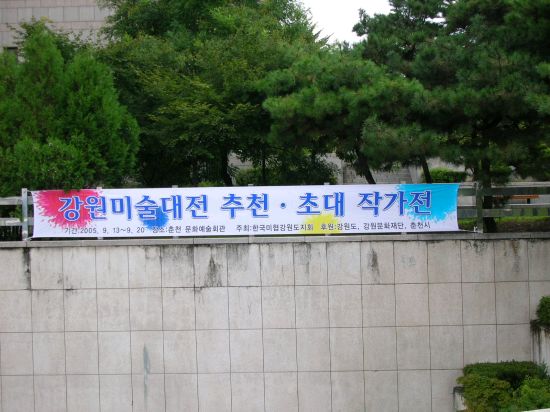 강원미술대전 추천·초대 작가전
기간:2005. 9. 13~9. 20 장소:춘천 문화예술회관 주최:한국미협강원도지회 후원:강원도, 강원문화재단, 춘천시